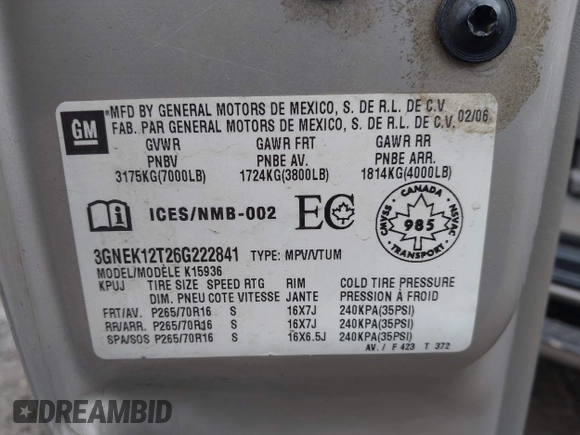 GM
MFD BY GENERAL MOTORS DE MEXICO, S. DE R.L. DE C.V.
FAB. PAR GENERAL MOTORS DE MEXICO, S. DE R.L. DE C.V. 02/06
GVWR GAWR FRT GAWR RR
PNBV PNBE AV. PNBE ARR.
3175KG(7000LB) 1724KG(3800LB) 1814KG(4000LB)
ICES/NMB-002 EC
CANADA
CMVSS 985 NSVAC
TRANSPORT
3GNEK12T26G222841 TYPE: MPV/VTUM
MODEL/MODÈLE K15936
KPUJ TIRE SIZE SPEED RTG RIM COLD TIRE PRESSURE
DIM. PNEU COTE VITESSE JANTE PRESSION À FROID
FRT/AV. P265/70R16 S 16X7J 240KPA(35PSI)
RR/ARR. P265/70R16 S 16X7J 240KPA(35PSI)
SPA/SOS P265/70R16 S 16X6.5J 240KPA(35PSI)
AV. / F 423 T 372
DREAMBID